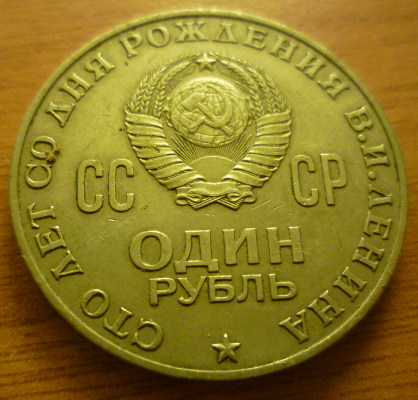 СТО ЛЕТ СО ДНЯ РОЖДЕНИЯ В.И.ЛЕНИНА
СС СР
ОДИН
РУБЛЬ